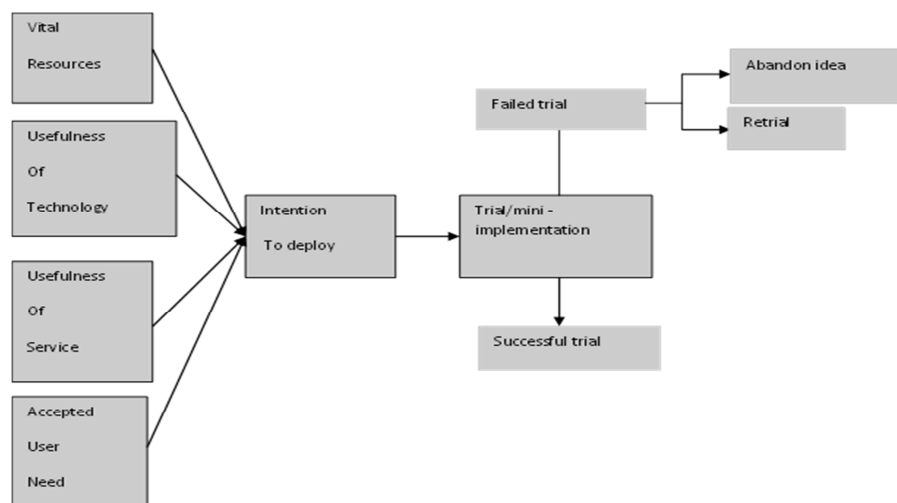 Vital
Resources
Usefulness
Of
Technology
Usefulness
Of
Service
Accepted
User
Need
Intention
To deploy
Trial/mini -
implementation
Failed trial
Successful trial
Abandon idea
Retrial